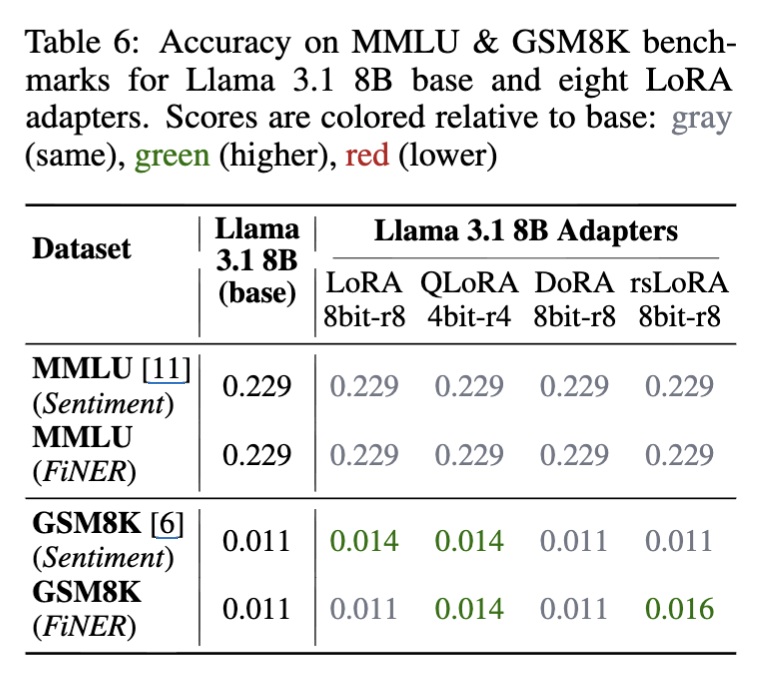 Table 6: Accuracy on MMLU & GSM8K bench-
marks for Llama 3.1 8B base and eight LoRA
adapters. Scores are colored relative to base: gray
(same), green (higher), red (lower)
Dataset
Llama
3.1 8B
(base)
Llama 3.1 8B Adapters
LoRA QLoRA DoRA rsLoRA
8bit-r8 4bit-r4 8bit-r8 8bit-r8
MMLU [11]
(Sentiment)
0.229 0.229 0.229 0.229 0.229
MMLU
(FiNER)
0.229 0.229 0.229 0.229 0.229
GSM8K [6]
(Sentiment)
0.011 0.014 0.014 0.011 0.011
GSM8K
(FiNER)
0.011 0.011 0.014 0.011 0.016